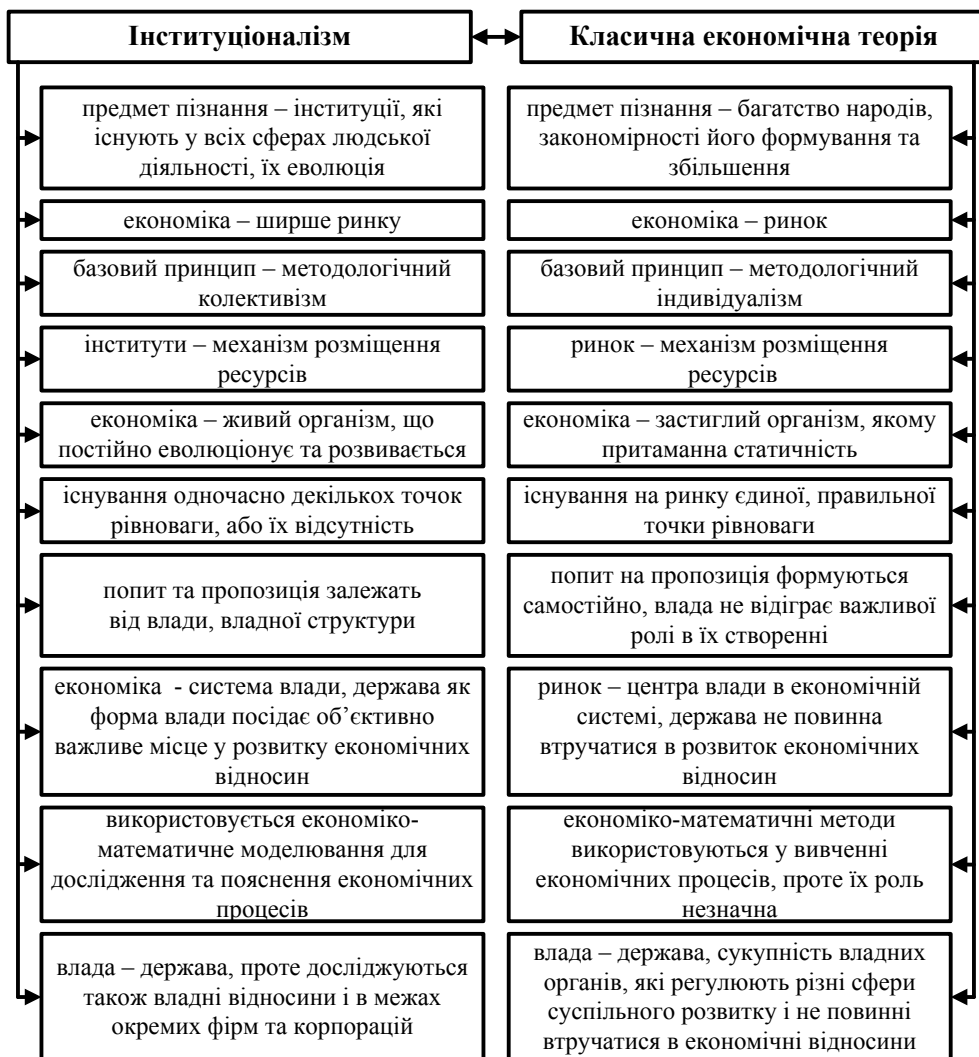 Інституціоналізм
Класична економічна теорія
предмет пізнання – інституції, які
існують у всіх сферах людської
діяльності, їх еволюція
предмет пізнання – багатство народів,
закономірності його формування та
збільшення
економіка – ширше ринку
економіка – ринок
базовий принцип – методологічний
колективізм
базовий принцип – методологічний
індивідуалізм
інститути – механізм розміщення
ресурсів
ринок – механізм розміщення
ресурсів
економіка – живий організм, що
постійно еволюціонує та розвивається
економіка – застиглий організм, якому
притаманна статичність
існування одночасно декількох точок
рівноваги, або їх відсутність
існування на ринку єдиної, правильної
точки рівноваги
попит та пропозиція залежать
від влади, владної структури
попит на пропозиція формуються
самостійно, влада не відіграє важливої
ролі в їх створенні
економіка - система влади, держава як
форма влади посідає об’єктивно
важливе місце у розвитку економічних
відносин
ринок – центра влади в економічній
системі, держава не повинна
втручатися в розвиток економічних
відносин
використовується економіко-
математичне моделювання для
дослідження та пояснення економічних
процесів
економіко-математичні методи
використовуються у вивченні
економічних процесів, проте їх роль
незначна
влада – держава, проте досліджуються
також владні відносини і в межах
окремих фірм та корпорацій
влада – держава, сукупність владних
органів, які регулюють різні сфери
суспільного розвитку і не повинні
втручатися в економічні відносини